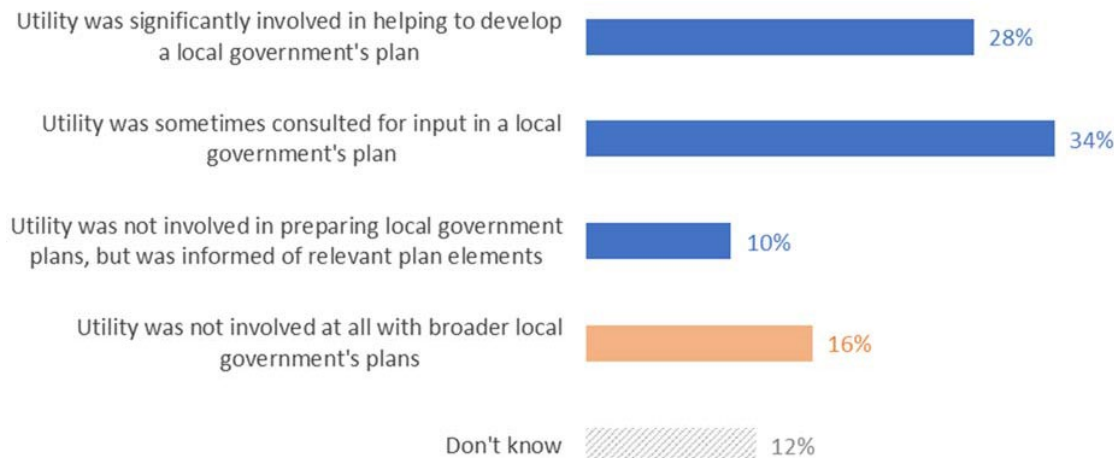 Utility was significantly involved in helping to develop
a local government's plan
28%
Utility was sometimes consulted for input in a local
government's plan
34%
Utility was not involved in preparing local government
plans, but was informed of relevant plan elements
10%
Utility was not involved at all with broader local
government's plans
16%
Don't know
12%